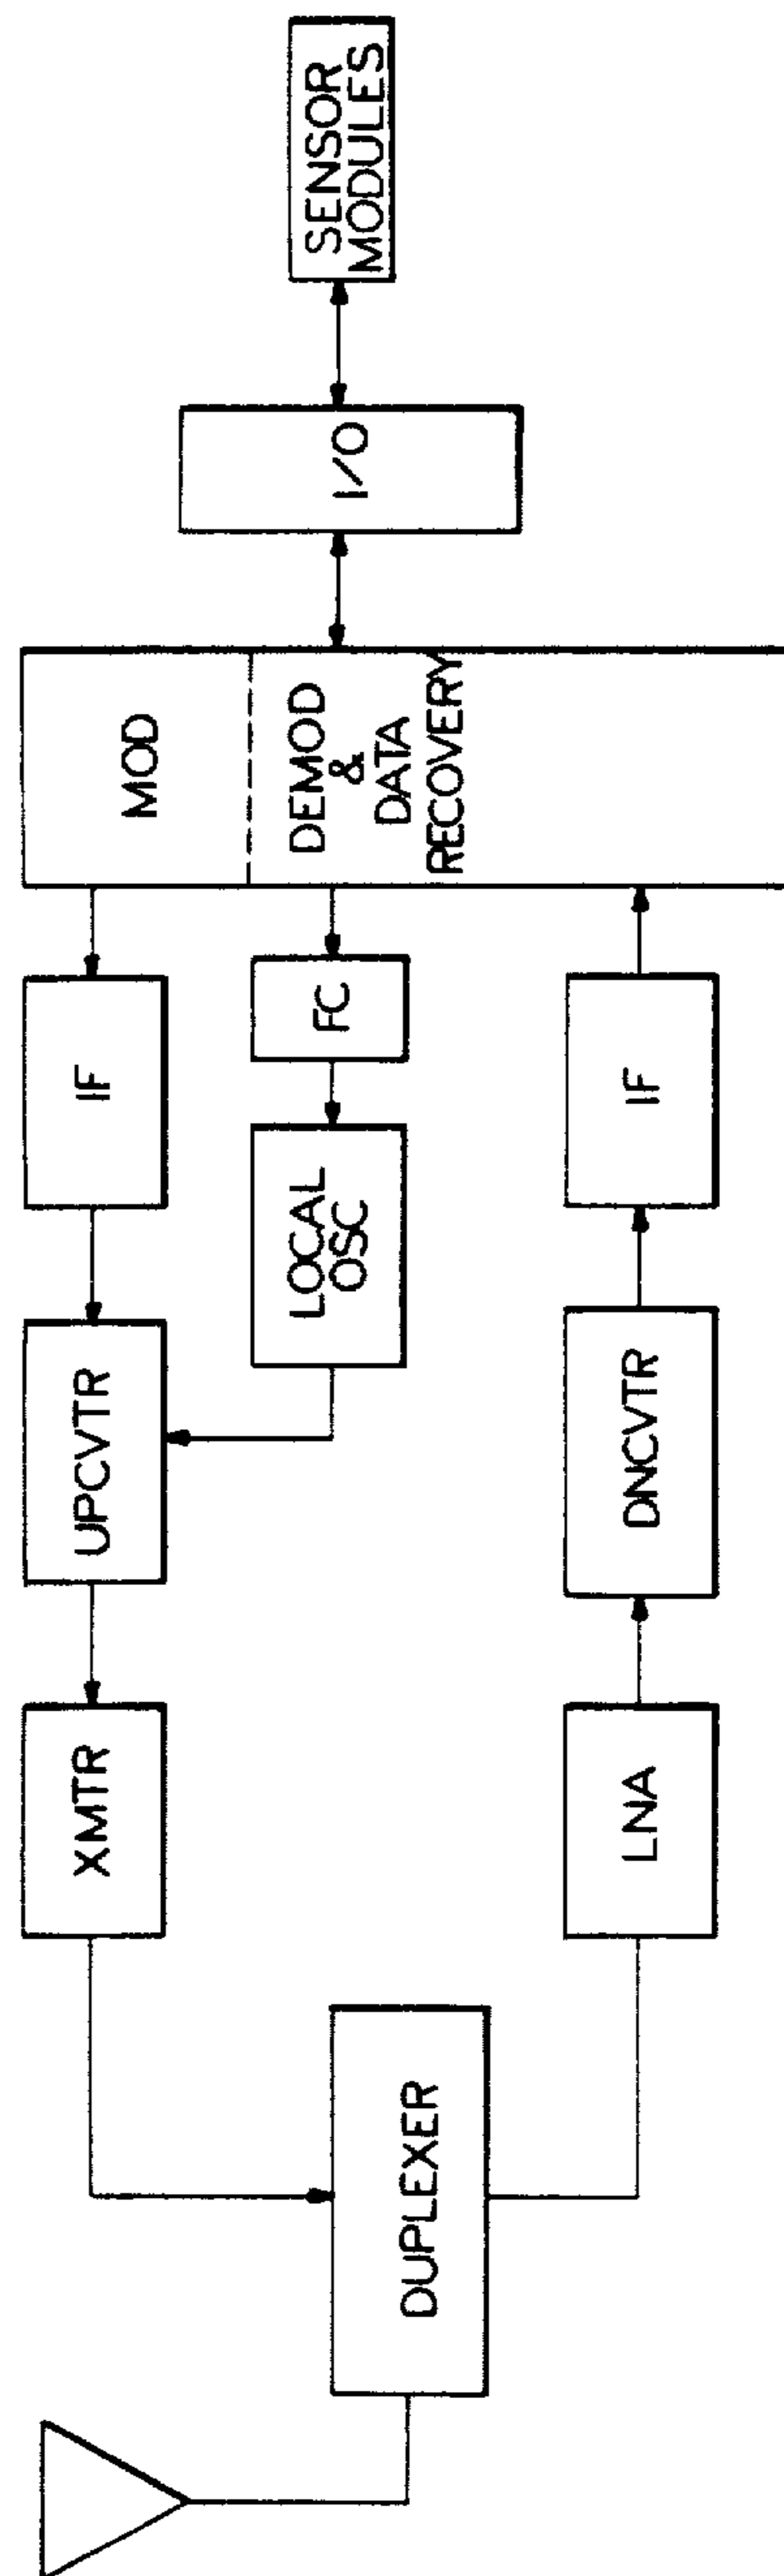 XMTR
UPCVTR
IF
MOD
DUPLEXER
LOCAL
OSC
FC
DEMOD
&
DATA
RECOVERY
I/O
SENSOR
MODULES
LNA
DNCVTR
IF